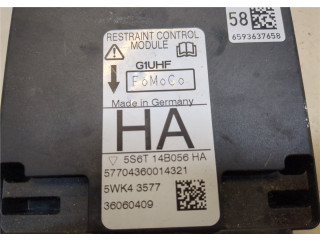 RESTRAINT CONTROL
MODULE
58
6593637658
G1UHF
FoMoCo
Made in Germany
HA
5S6T 14B056 HA
57704360014321
5WK4 3577
36060409